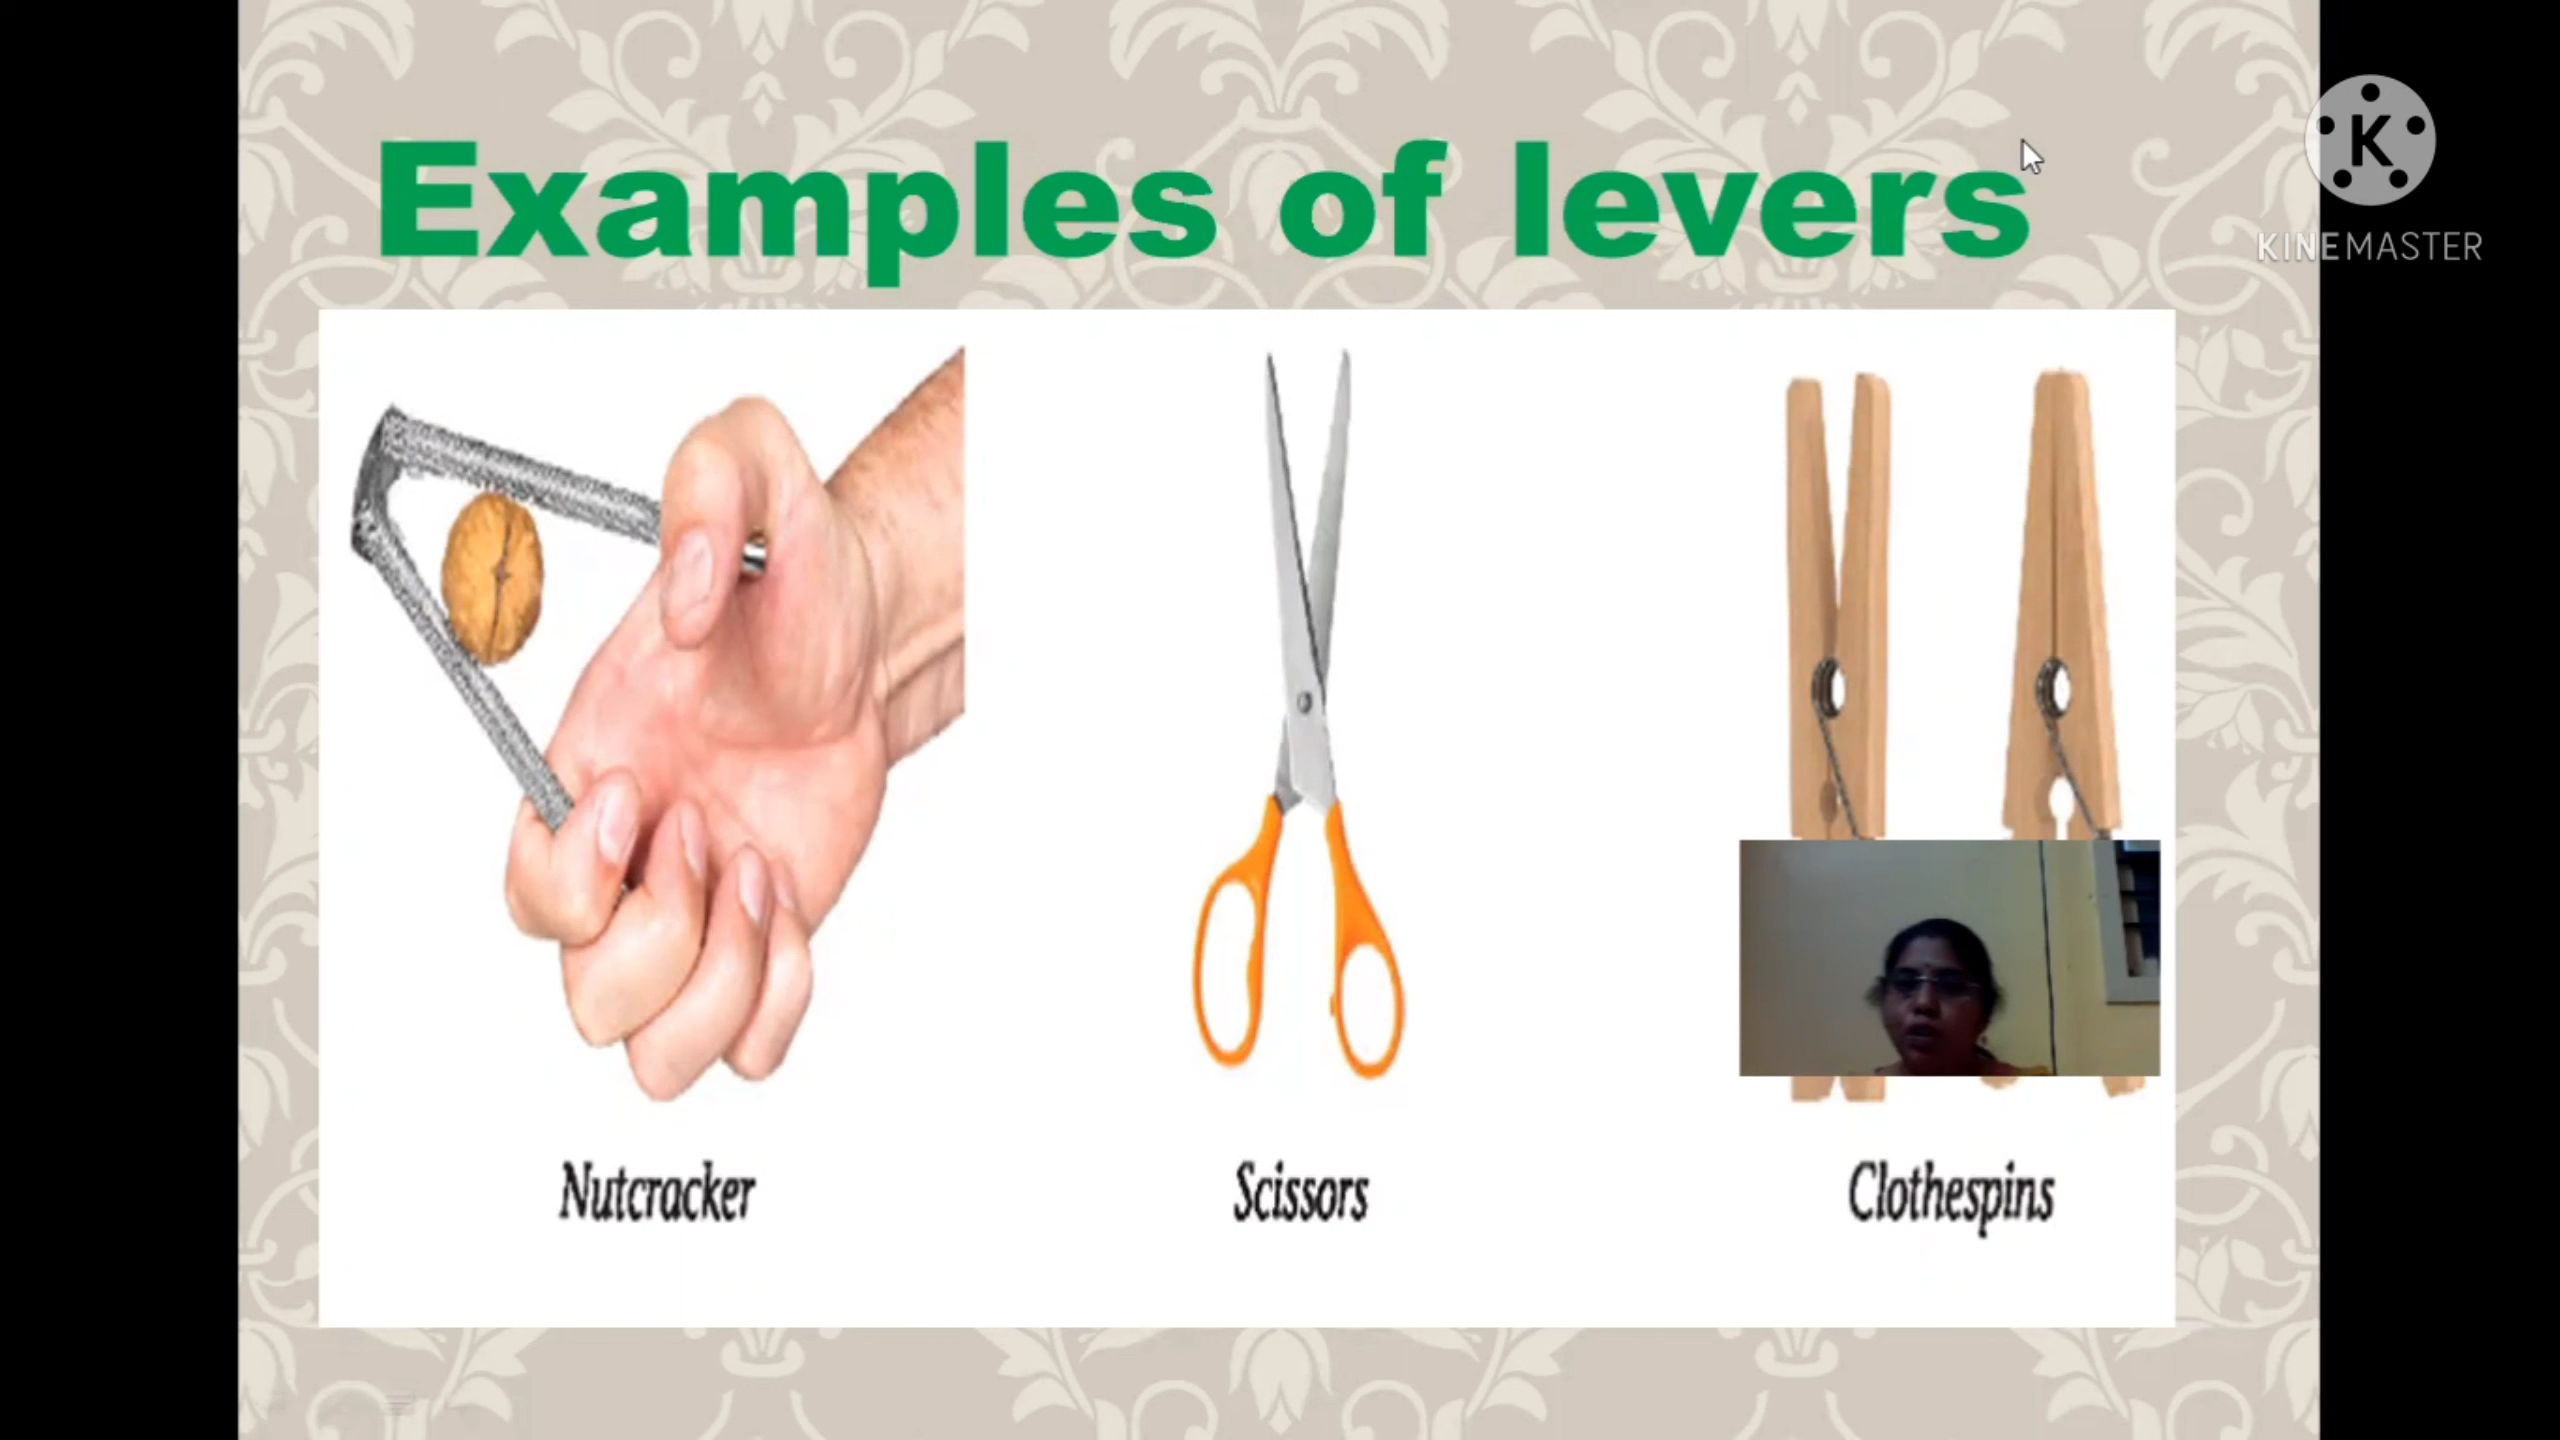 Examples of levers
K
KINEMASTER
Nutcracker
Scissors
Clothespins